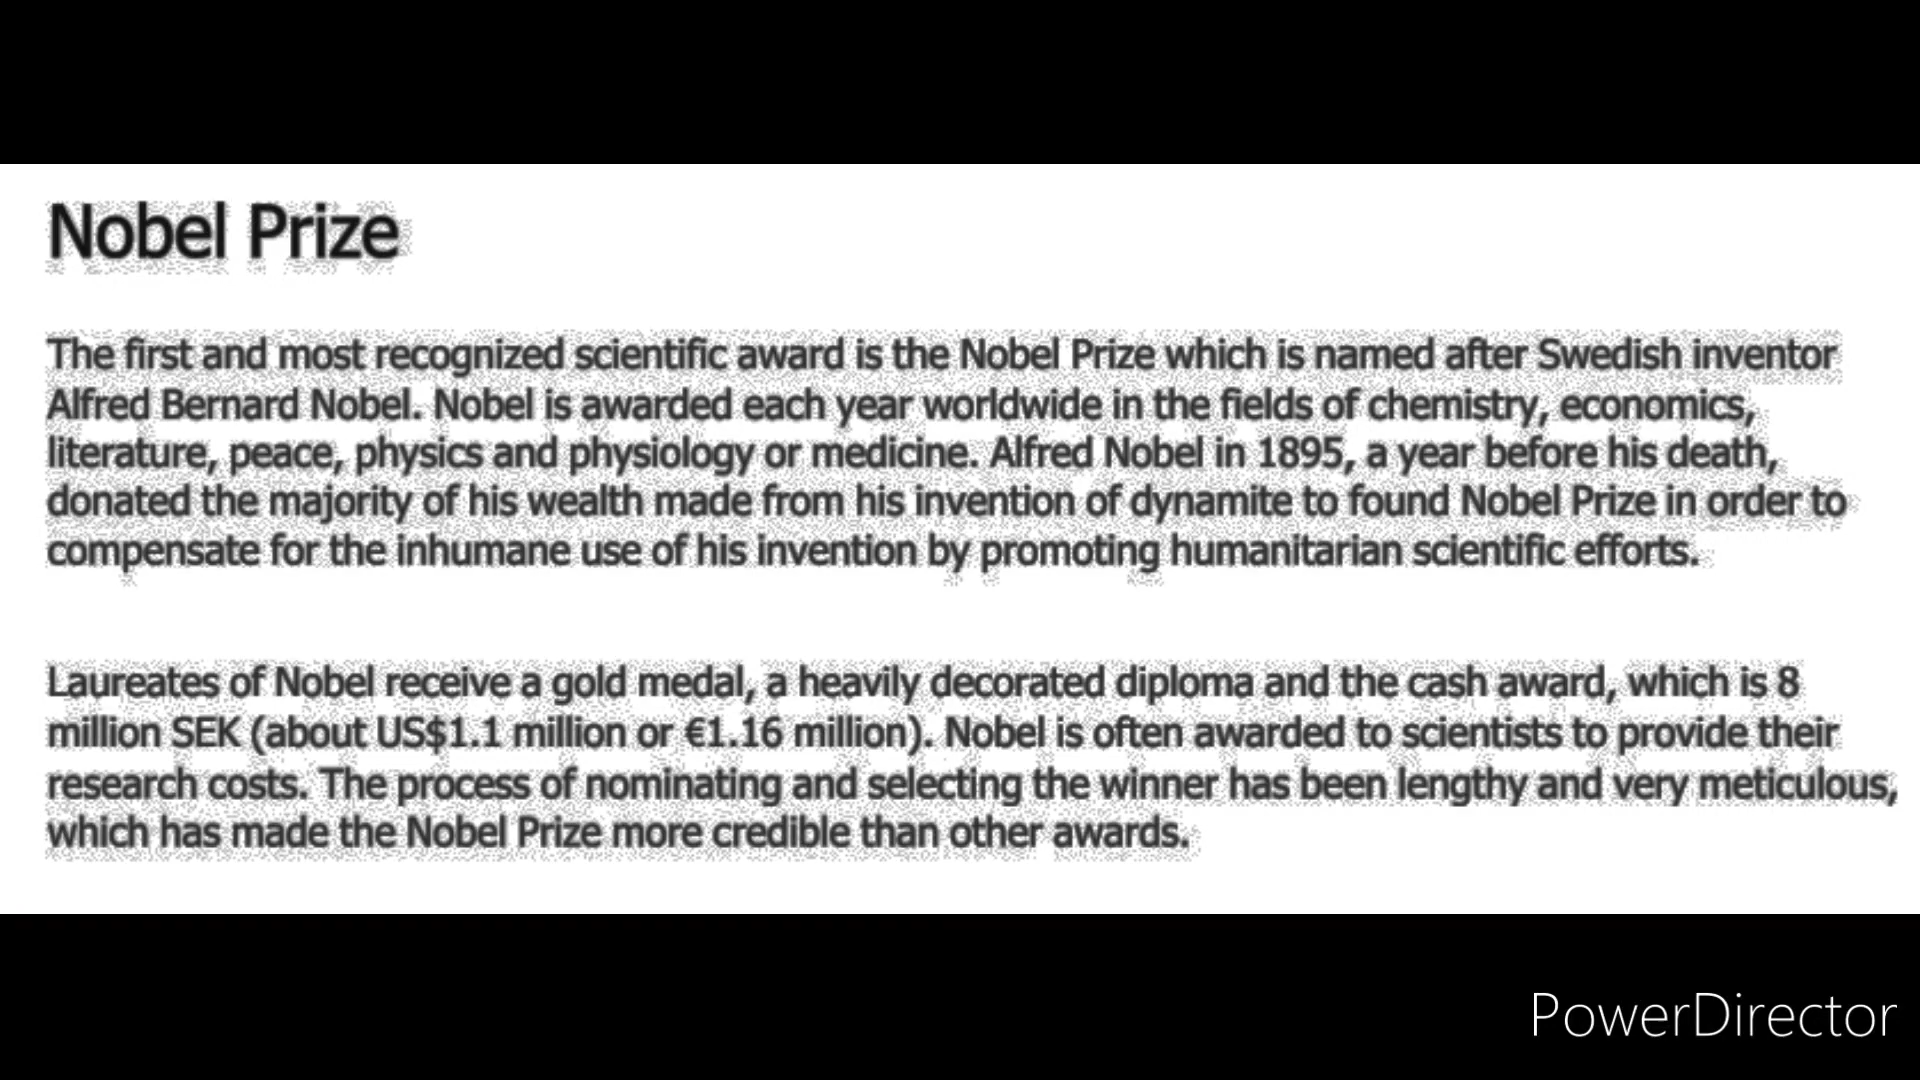 Nobel Prize
The first and most recognized scientific award is the Nobel Prize which is named after Swedish inventor
Alfred Bernard Nobel. Nobel is awarded each year worldwide in the fields of chemistry, economics,
literature, peace, physics and physiology or medicine. Alfred Nobel in 1895, a year before his death,
donated the majority of his wealth made from his invention of dynamite to found Nobel Prize in order to
compensate for the inhumane use of his invention by promoting humanitarian scientific efforts.
Laureates of Nobel receive a gold medal, a heavily decorated diploma and the cash award, which is 8
million SEK (about US$1.1 million or €1.16 million). Nobel is often awarded to scientists to provide their
research costs. The process of nominating and selecting the winner has been lengthy and very meticulous,
which has made the Nobel Prize more credible than other awards.
PowerDirector